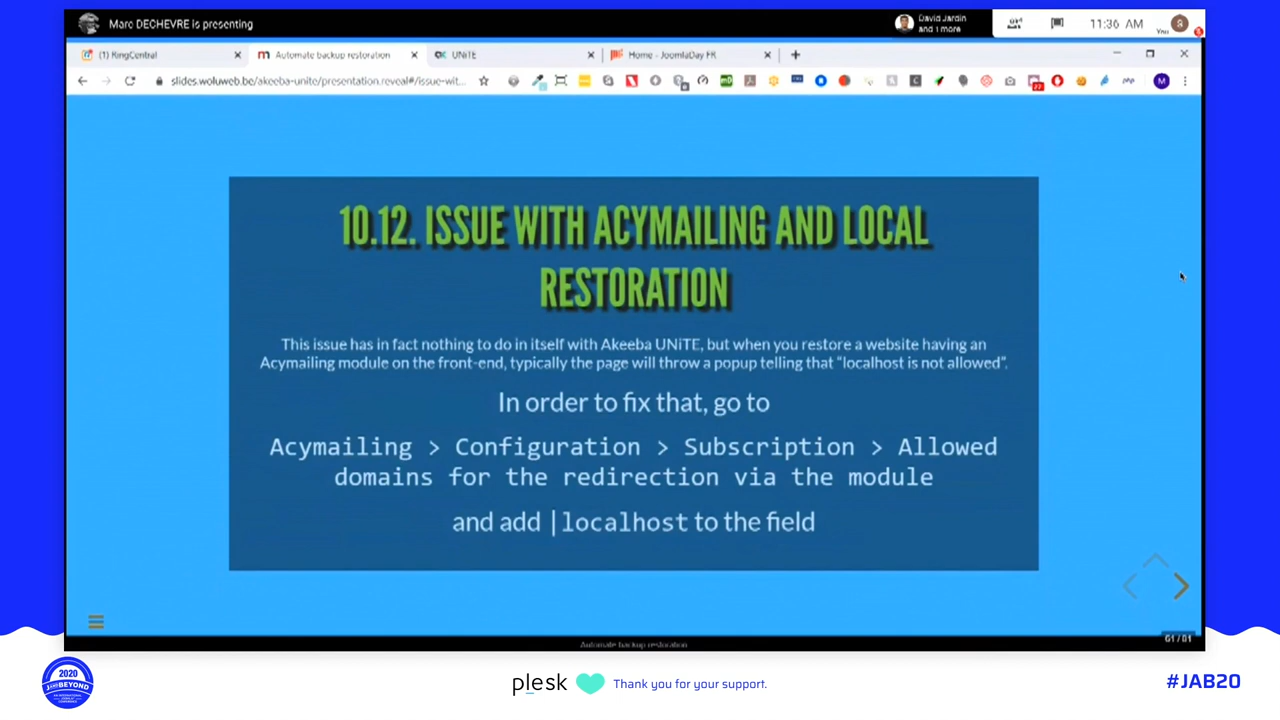 Marc DECHEVRE is presenting
David Jardin
and 1 more
11:36 AM
You
S
(1) RingCentral
Automate backup restoration
UNiTE
Home - JoomlaDay FR
slides.woluweb.be/akeeba-unite/presentation.reveal#/issue-wit...
M
10.12. ISSUE WITH ACYMAILING AND LOCAL
RESTORATION
This issue has in fact nothing to do in itself with Akeeba UNiTE, but when you restore a website having an
Acymailing module on the front-end, typically the page will throw a popup telling that “localhost is not allowed”.
In order to fix that, go to
Acymailing > Configuration > Subscription > Allowed
domains for the redirection via the module
and add |localhost to the field
Automate backup restoration
2020
JANDBEYOND
plesk
Thank you for your support.
#JAB20